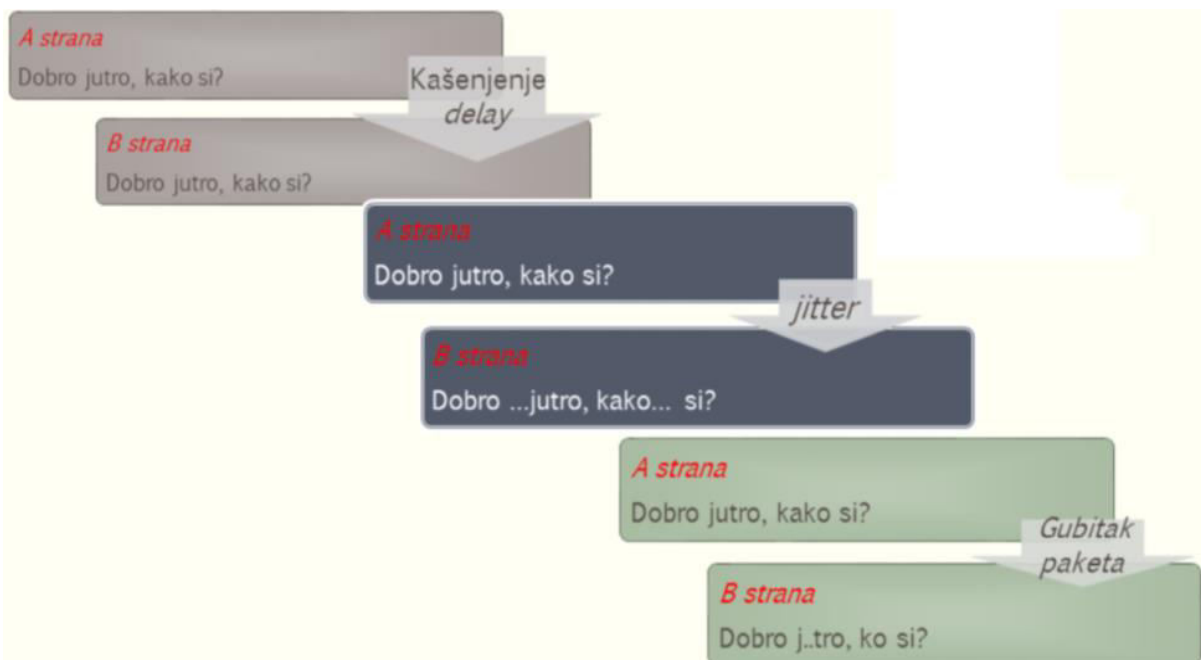 A strana
Dobro jutro, kako si?
Kašenjenje
delay
B strana
Dobro jutro, kako si?
A strana
Dobro jutro, kako si?
jitter
B strana
Dobro ...jutro, kako... si?
A strana
Dobro jutro, kako si?
Gubitak
paketa
B strana
Dobro j..tro, ko si?